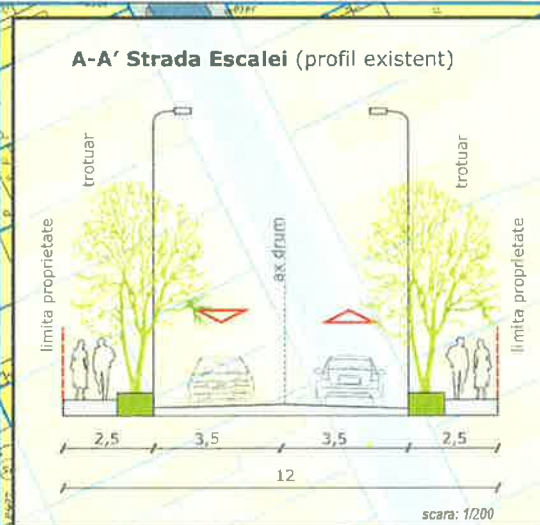 A-A′ Strada Escalei (profil existent)
trotuar
trotuar
limita proprietate
ax drum
limita proprietate
2,5
3,5
3,5
2,5
12
scara: 1/200